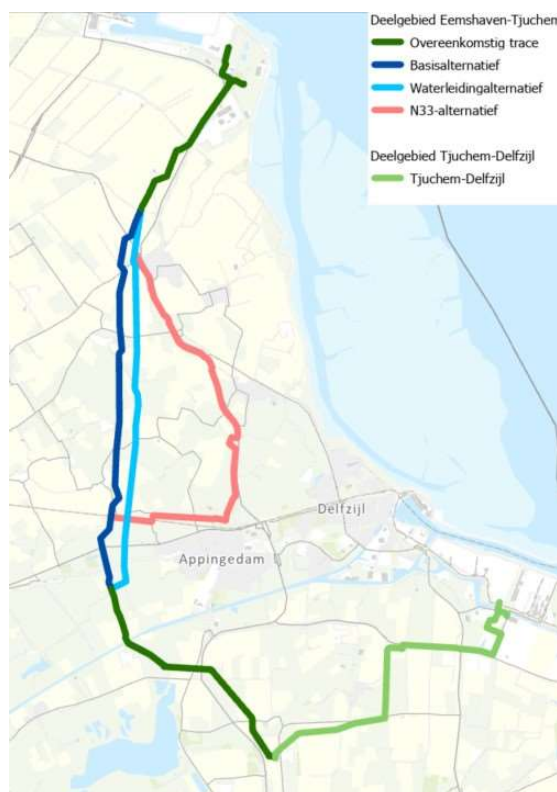 Deelgebied Eemshaven-Tjuchem
Overeenkomstig trace
Basisalternatief
Waterleidingalternatief
N33-alternatief
Deelgebied Tjuchem-Delfzijl
Tjuchem-Delfzijl
Delfzijl
Appingedam